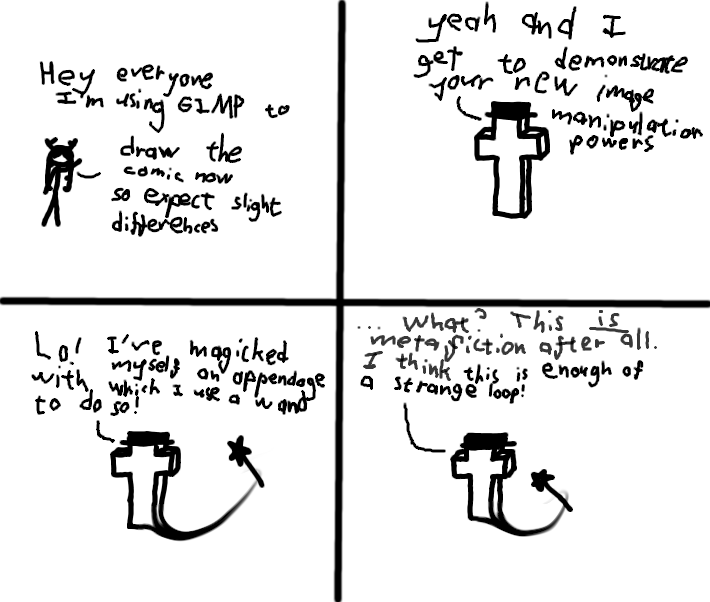 Hey everyone
I'm using GIMP to
draw the
comic now
so expect slight
differences
yeah and I
get to demonstrate
your new image
manipulation
powers
Lo! I've magicked
myself an appendage
with which I use a wand
to do so!
... What? This is
metafiction after all.
I think this is enough of
a strange loop!